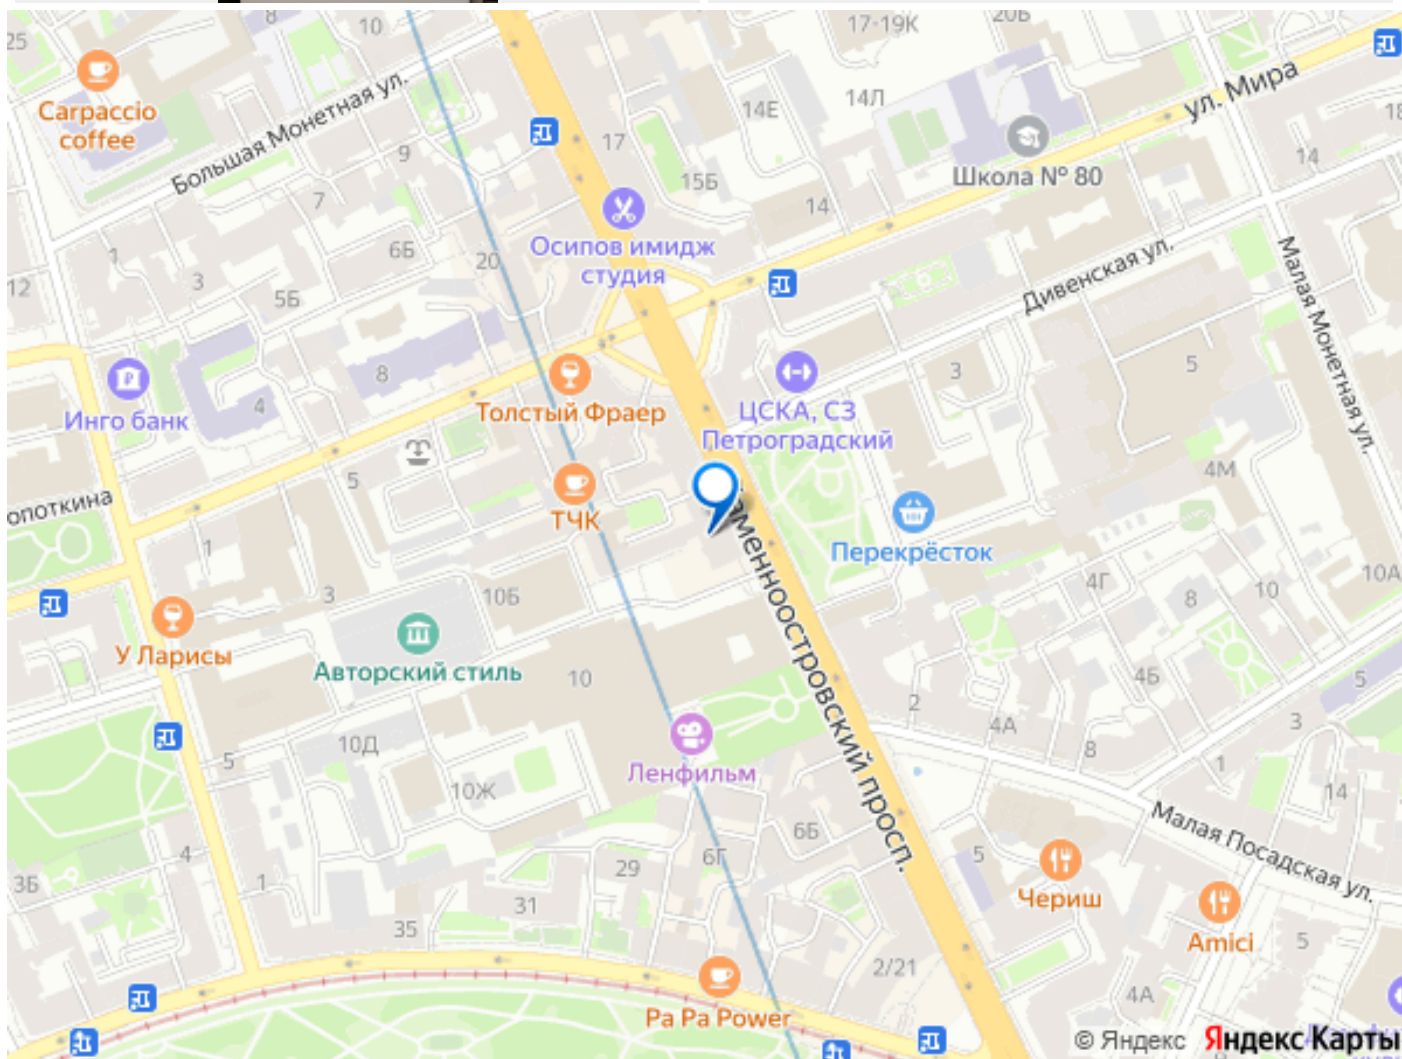 8
10
17-19К
20Б
25
Carpaccio
coffee
Большая Монетная ул.
9
7
17
14Е
14Л
ул. Мира
18
Школа № 80
14
15Б
14
Осипов имидж
студия
20
6Б
1
3
5Б
12
Дивенская ул.
Малая Монетная ул.
8
4
Инго банк
Толстый Фраер
ЦСКА, СЗ
Петроградский
3
5
5
4М
опоткина
ТЧК
1
Перекрёсток
аменноостровский просп.
3
10Б
4Г
8
10
10А
У Ларисы
Авторский стиль
10
4Б
5
2
4А
3
8
1
5
10Д
10Ж
Ленфильм
14
6Б
6Г
Малая Посадская ул.
4
3Б
1
29
31
35
5
Чериш
Amici
5
2/21
4А
Pa Pa Power
© Яндекс Яндекс Карты